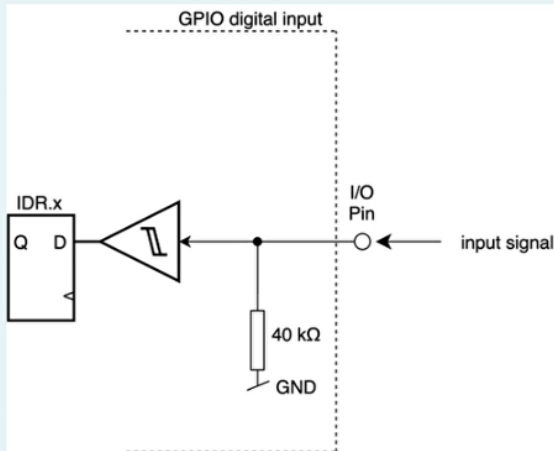 GPIO digital input
I/O
Pin
input signal
IDR.x
Q D
40 kΩ
GND